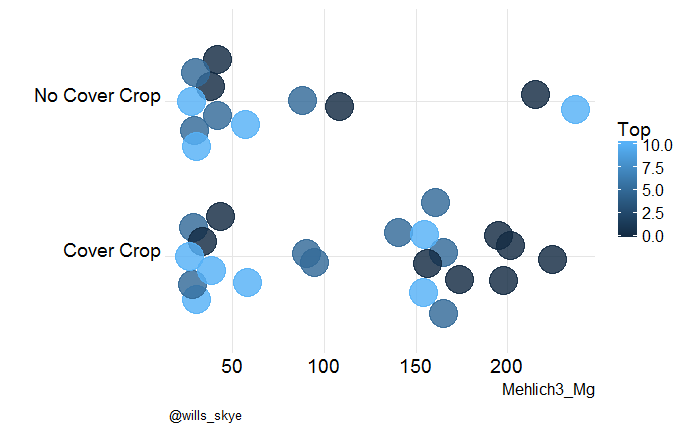 No Cover Crop
Cover Crop
50 100 150 200
Mehlich3_Mg
Top
10.0
7.5
5.0
2.5
0.0
@wills_skye